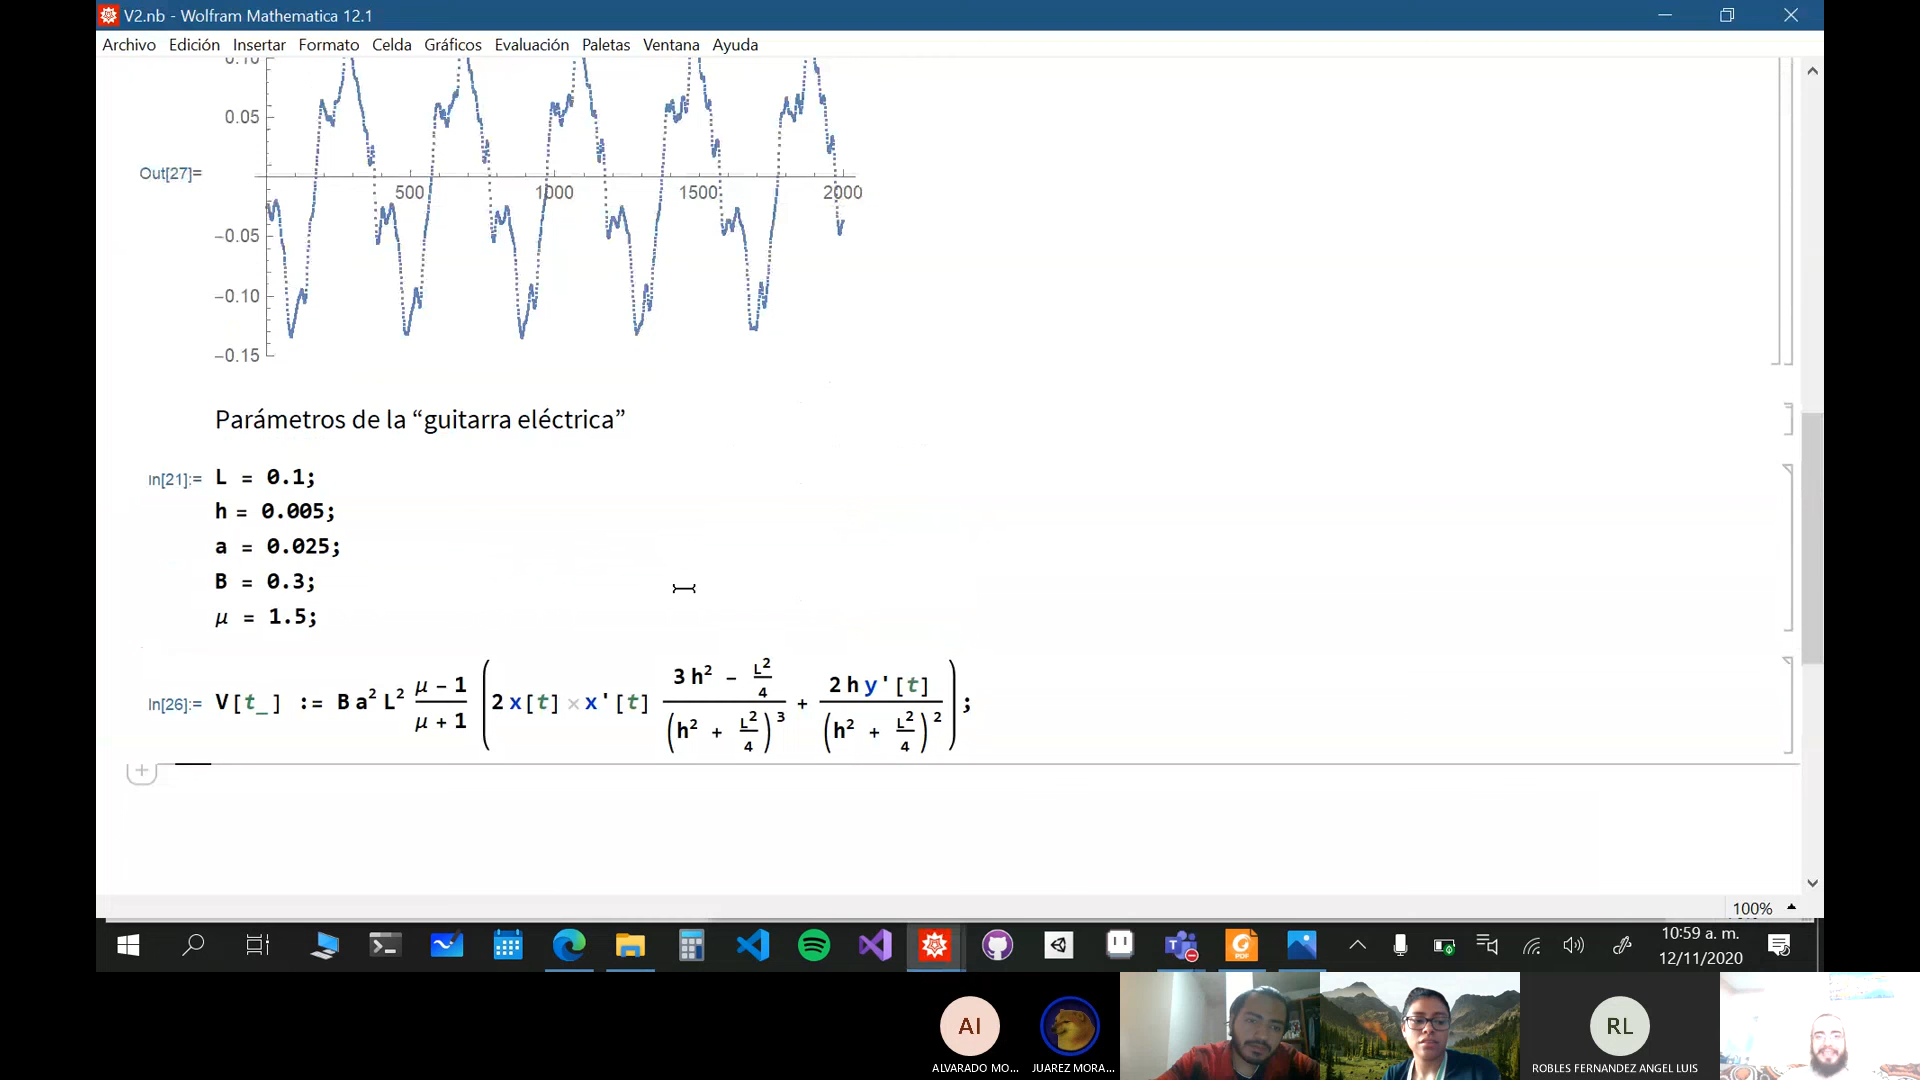 V2.nb - Wolfram Mathematica 12.1
Archivo Edición Insertar Formato Celda Gráficos Evaluación Paletas Ventana Ayuda
0.10
0.05
Out[27]=
500 1000 1500 2000
-0.05
-0.10
-0.15
Parámetros de la “guitarra eléctrica”
In[21]:= L = 0.1;
h = 0.005;
a = 0.025;
B = 0.3;
μ = 1.5;
In[26]:= V[t_] := B a² L² (μ - 1)/(μ + 1) (2 x[t] × x'[t] (3 h² - L²/4)/(h² + L²/4)³ + (2 h y'[t])/(h² + L²/4)²);
100%
10:59 a. m.
12/11/2020
AI
ALVARADO MO...
JUAREZ MORA...
RL
ROBLES FERNANDEZ ANGEL LUIS